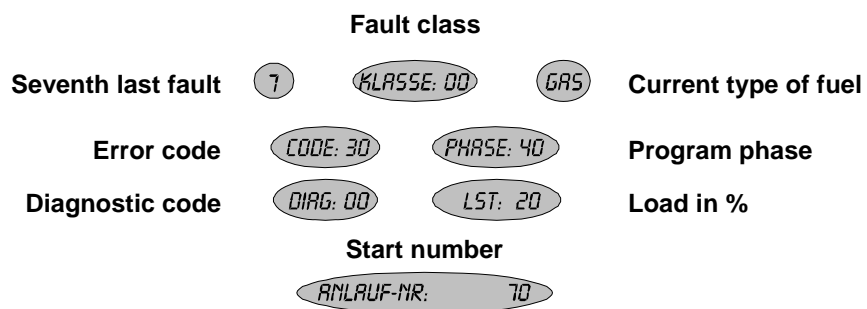 Fault class
Seventh last fault 7 KLASSE: 00 GAS Current type of fuel
Error code CODE: 30 PHASE: 40 Program phase
Diagnostic code DIAG: 00 LST: 20 Load in %
Start number
ANLAUF-NR: 70